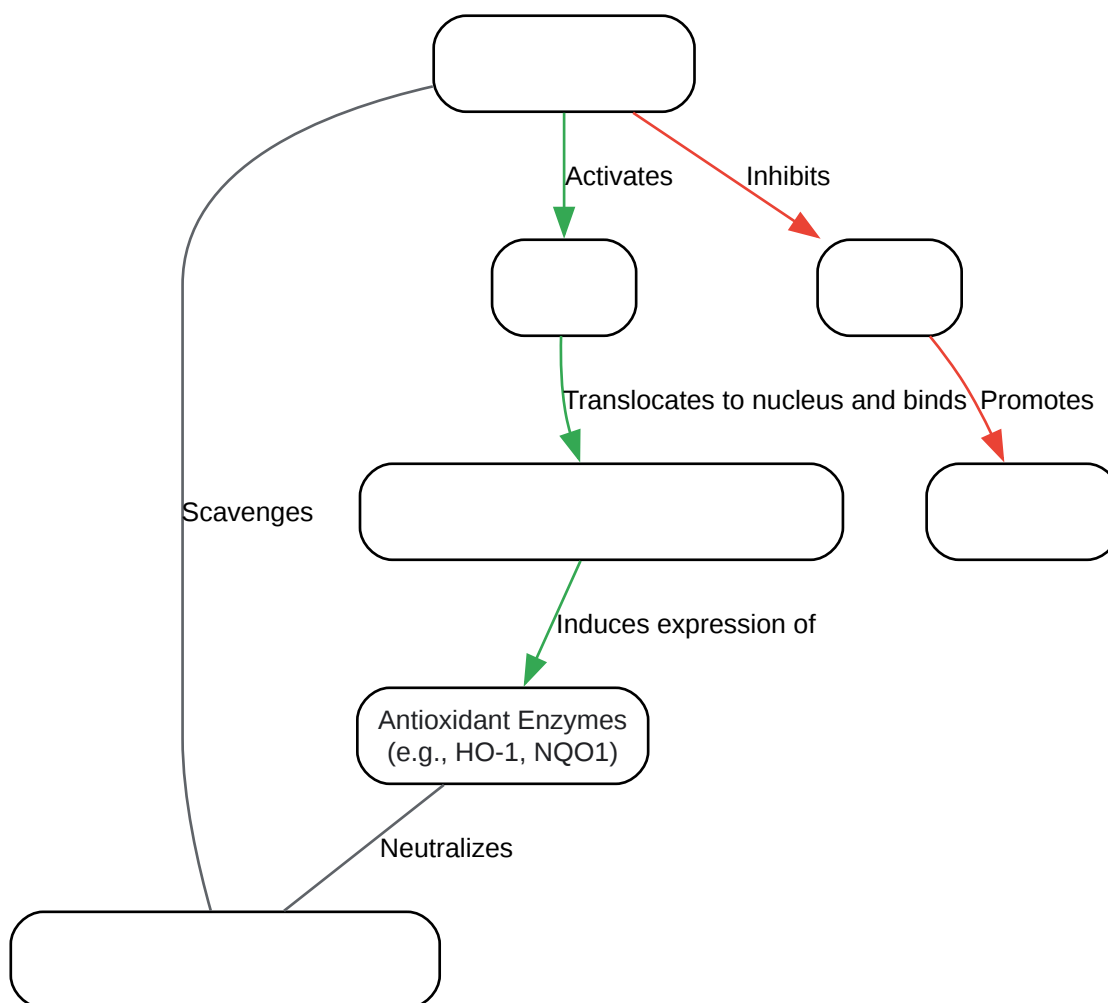 Activates
Inhibits
Translocates to nucleus and binds
Promotes
Scavenges
Induces expression of
Antioxidant Enzymes
(e.g., HO-1, NQO1)
Neutralizes